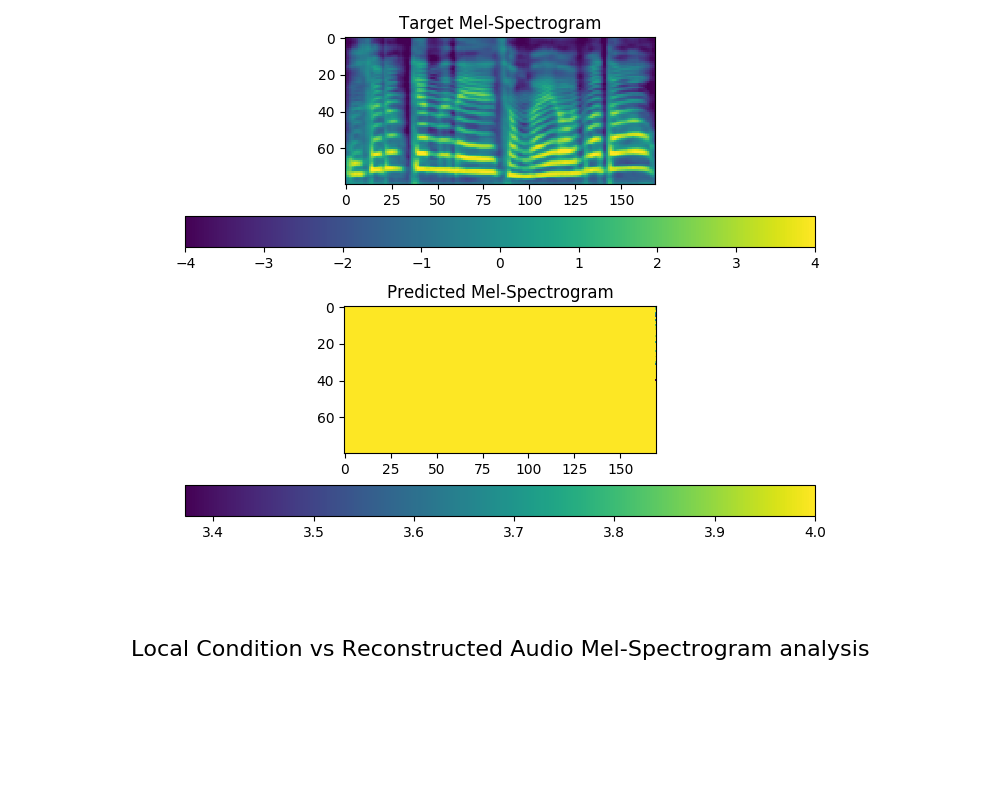 Target Mel-Spectrogram
0
20
40
60
0 25 50 75 100 125 150
−4 −3 −2 −1 0 1 2 3 4
Predicted Mel-Spectrogram
0
20
40
60
0 25 50 75 100 125 150
3.4 3.5 3.6 3.7 3.8 3.9 4.0
Local Condition vs Reconstructed Audio Mel-Spectrogram analysis